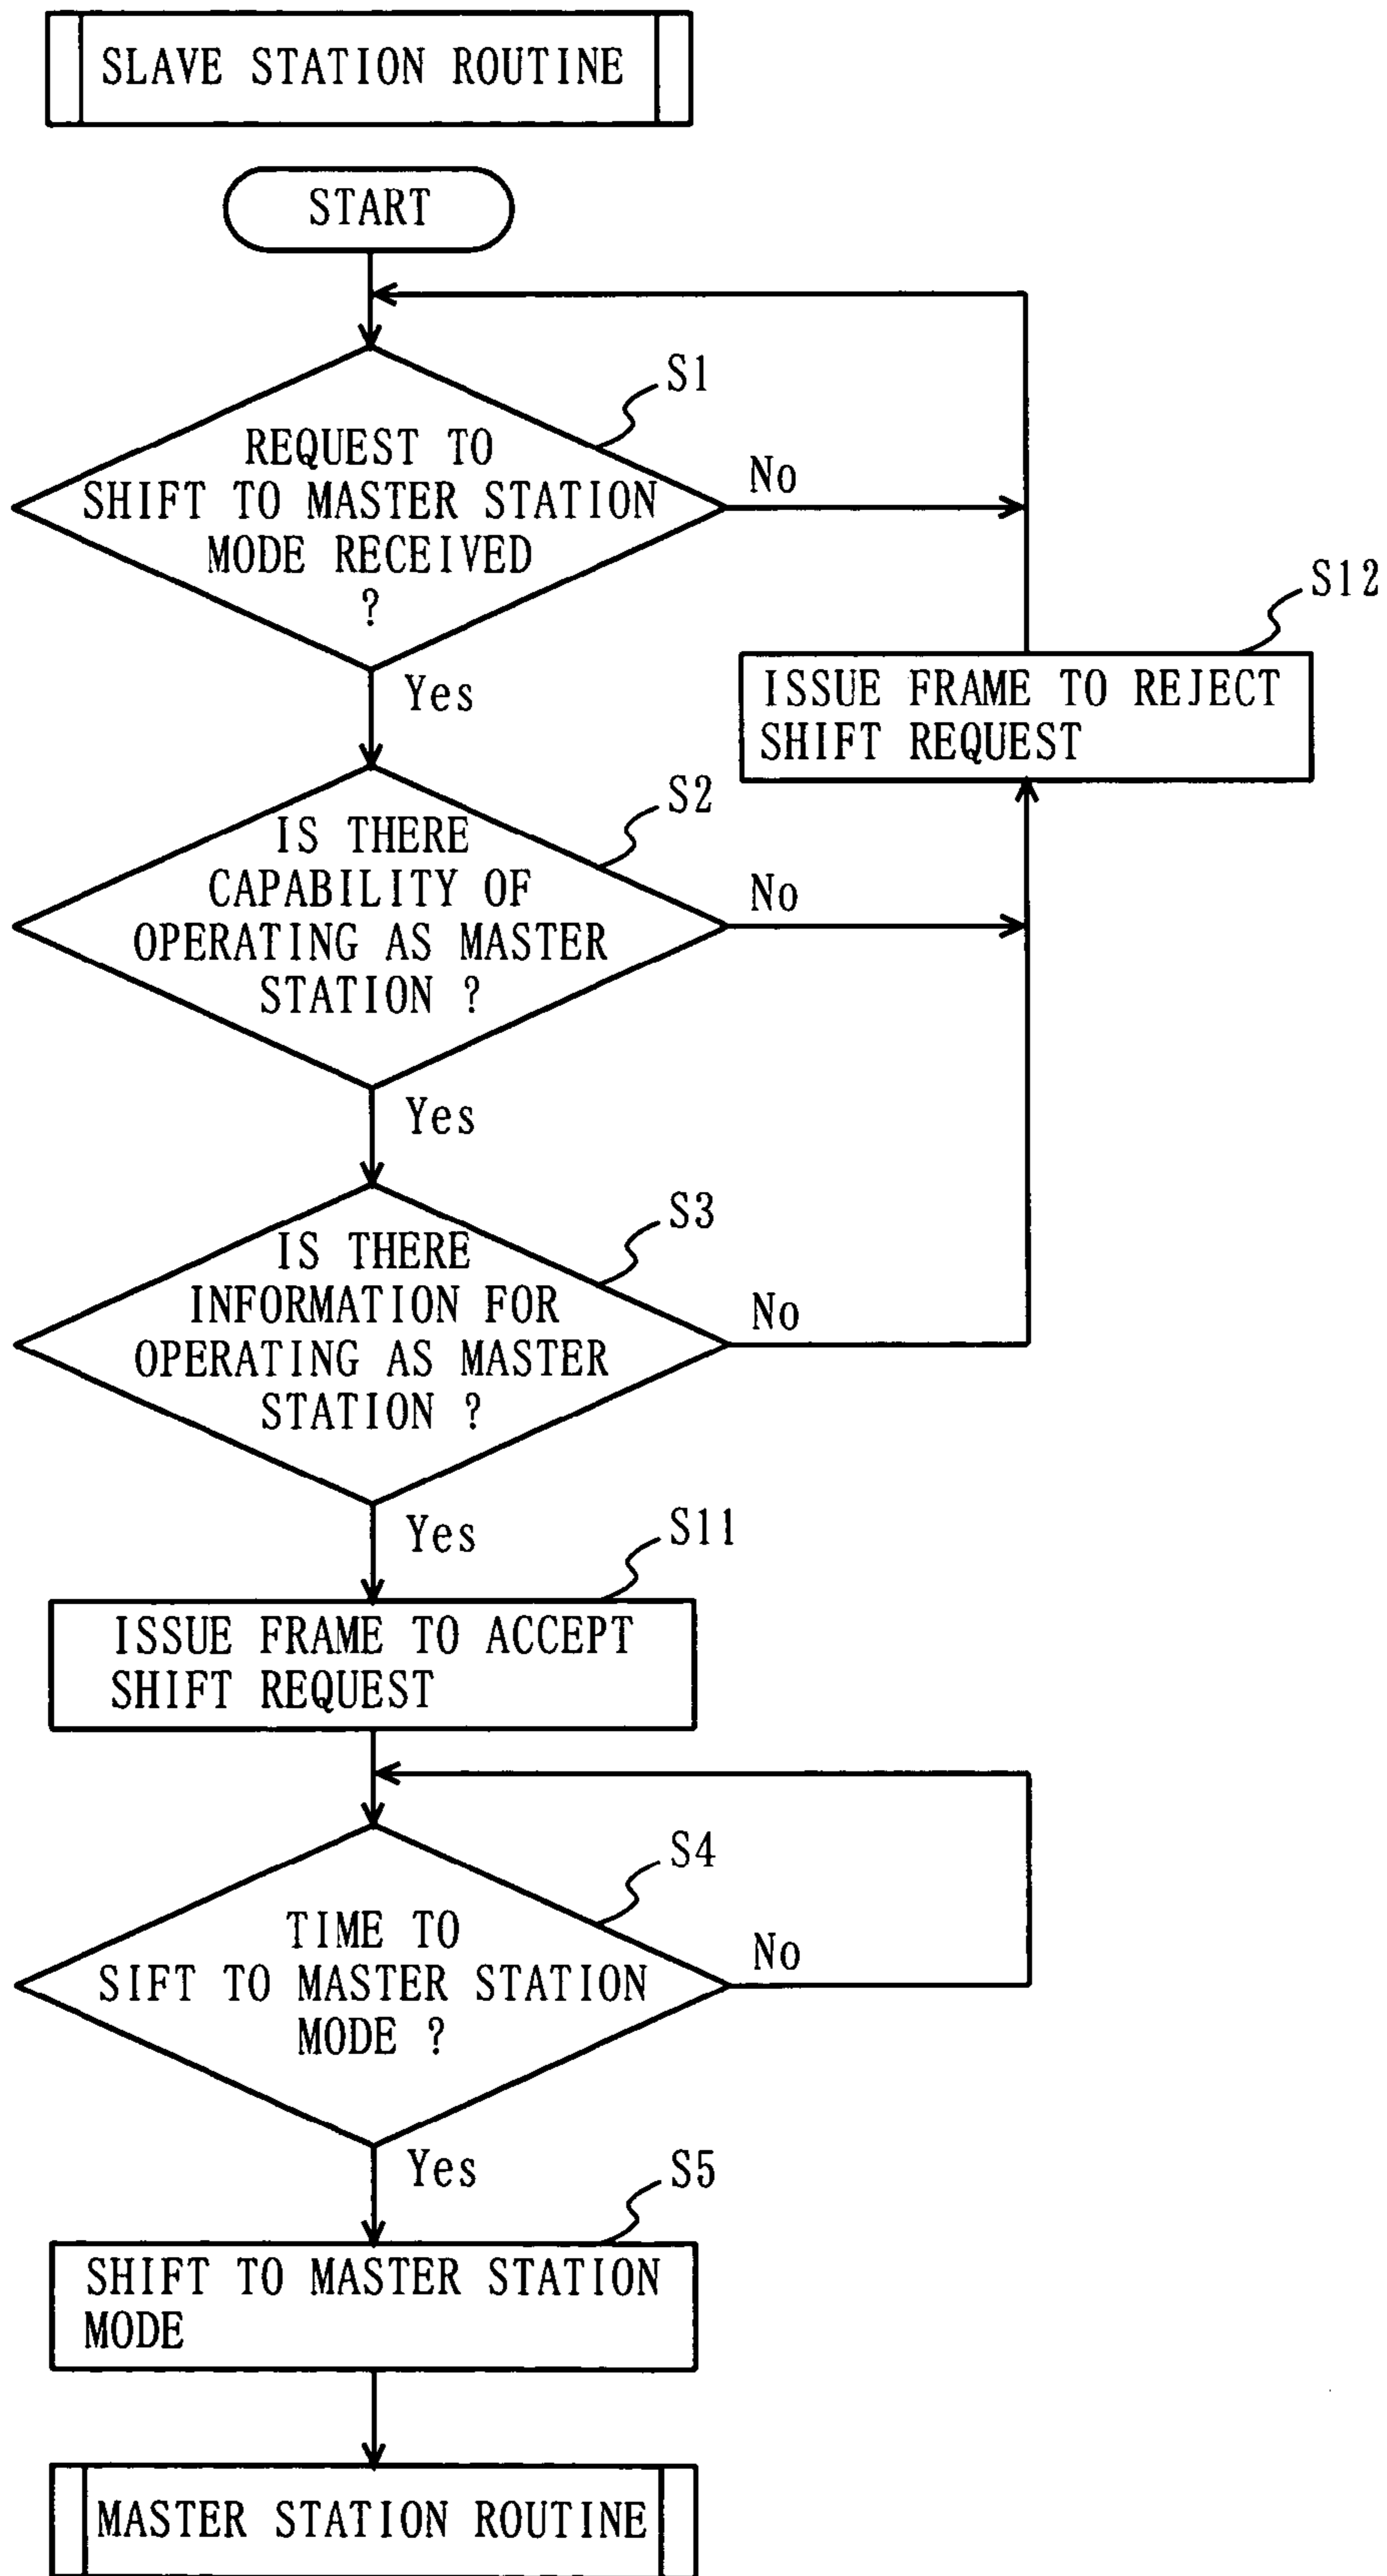 SLAVE STATION ROUTINE
START
S1
REQUEST TO
SHIFT TO MASTER STATION
MODE RECEIVED
?
No
Yes
S12
ISSUE FRAME TO REJECT
SHIFT REQUEST
S2
IS THERE
CAPABILITY OF
OPERATING AS MASTER
STATION ?
No
Yes
S3
IS THERE
INFORMATION FOR
OPERATING AS MASTER
STATION ?
No
Yes
S11
ISSUE FRAME TO ACCEPT
SHIFT REQUEST
S4
TIME TO
SIFT TO MASTER STATION
MODE ?
No
Yes
S5
SHIFT TO MASTER STATION
MODE
MASTER STATION ROUTINE